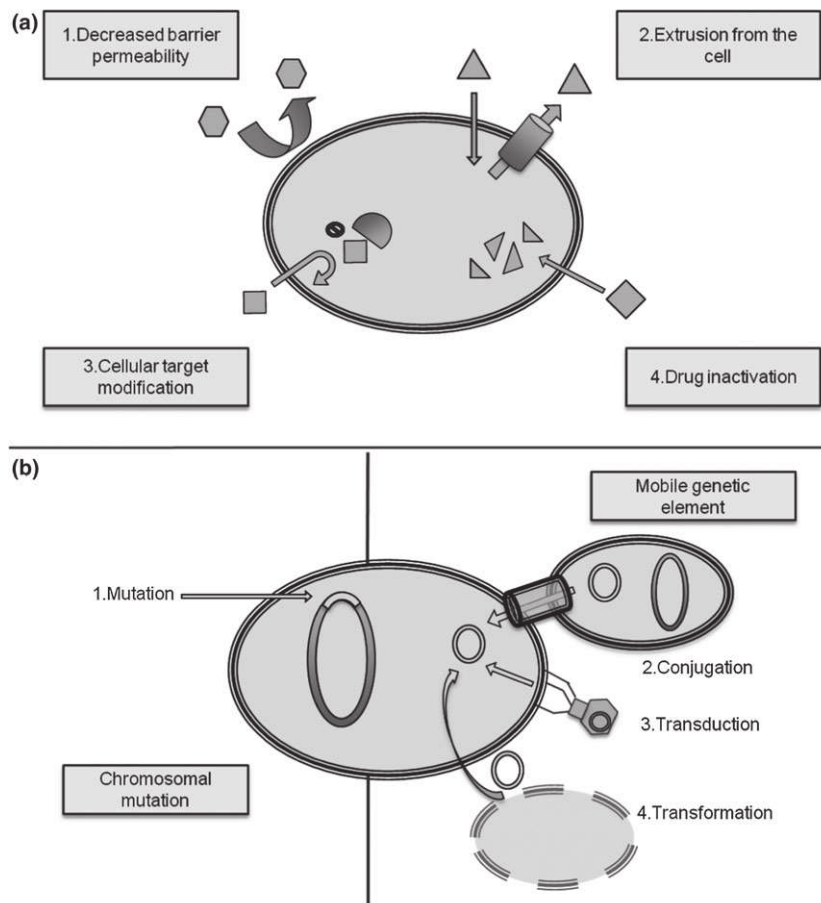 (a)
1.Decreased barrier
permeability
2.Extrusion from the
cell
3.Cellular target
modification
4.Drug inactivation
(b)
Mobile genetic
element
1.Mutation
2.Conjugation
3.Transduction
Chromosomal
mutation
4.Transformation